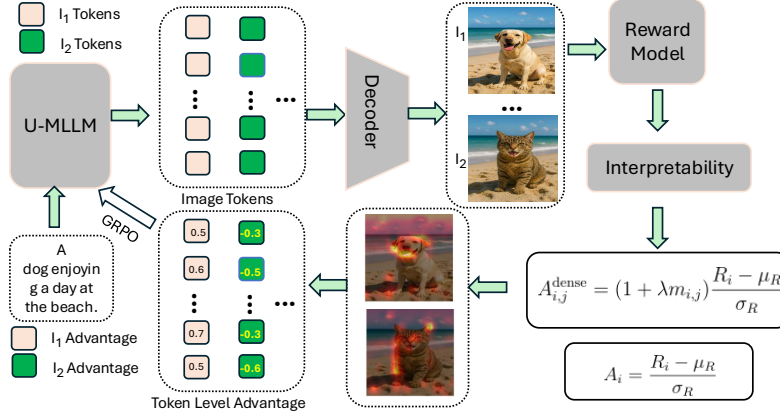 I1 Tokens
I2 Tokens
U-MLLM
Image Tokens
Decoder
I1
...
I2
Reward
Model
Interpretability
A_{i,j}^{dense} = (1 + λm_{i,j}) \frac{R_i − μ_R}{σ_R}
A_i = \frac{R_i − μ_R}{σ_R}
GRPO
0.5 -0.3
0.6 -0.5
0.7 -0.3
0.5 -0.6
Token Level Advantage
A
dog enjoyin
g a day at
the beach.
I1 Advantage
I2 Advantage